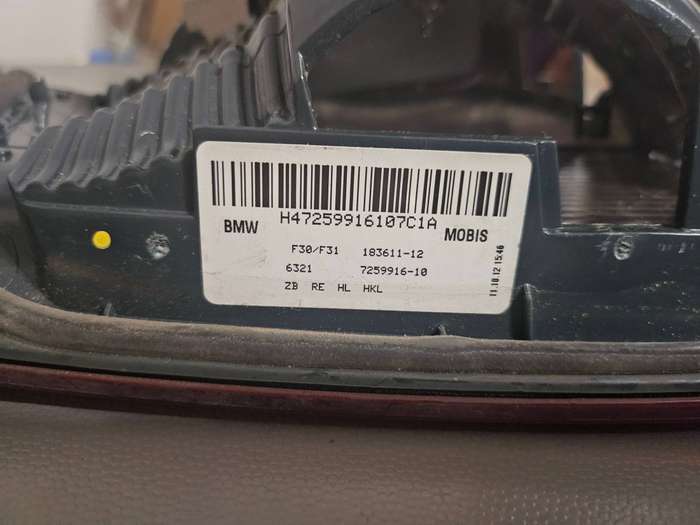 H47259916107C1A
BMW
MOBIS
F30/F31 183611-12
6321 7259916-10
ZB RE HL HKL
11.10.12 15:46